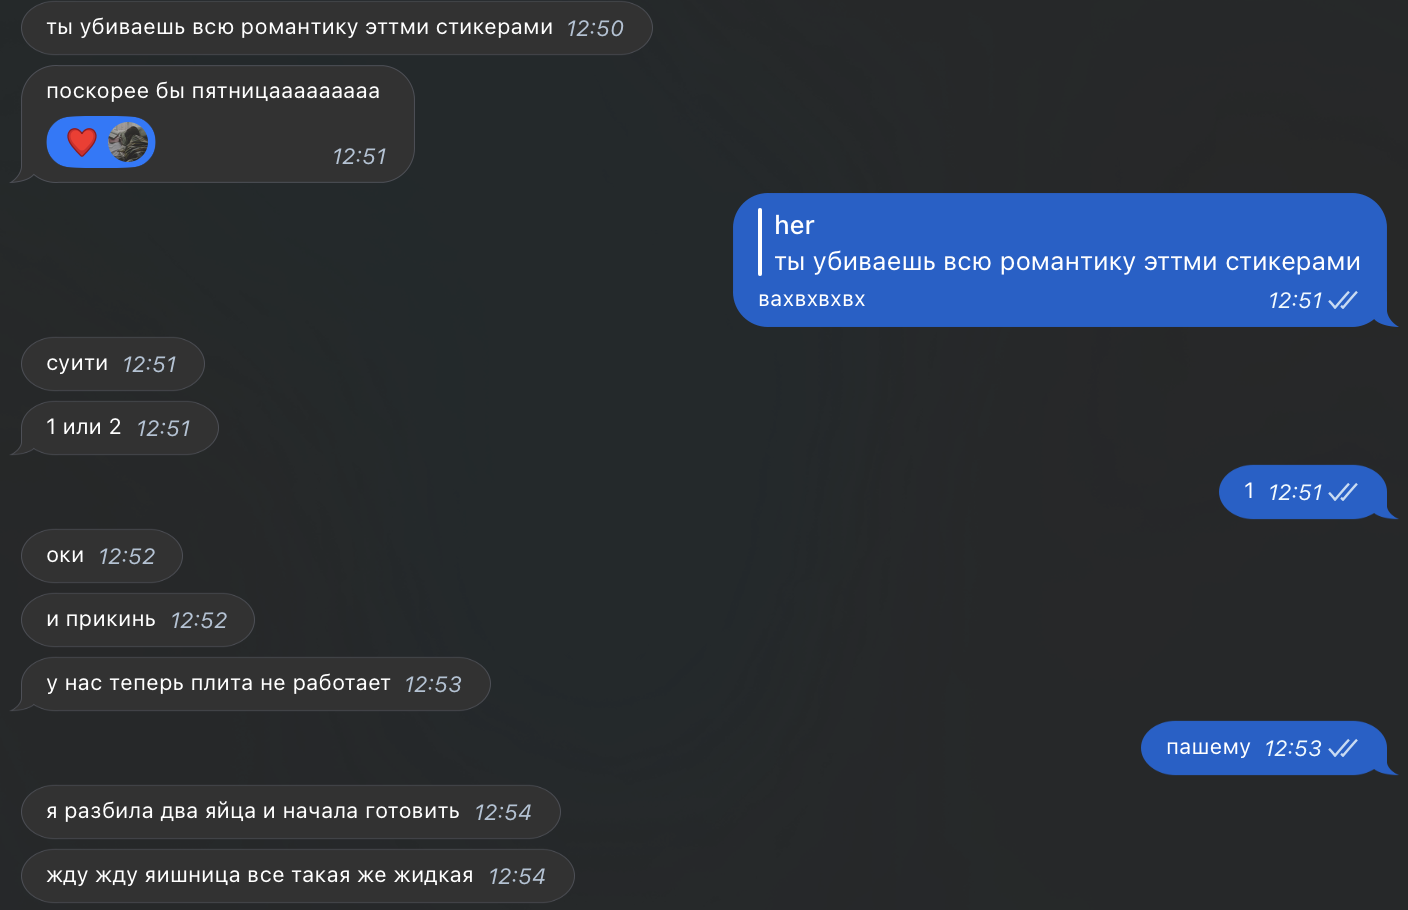 ты убиваешь всю романтику эттми стикерами 12:50
поскорее бы пятницааааааааа
12:51
her
ты убиваешь всю романтику эттми стикерами
вахвхвхвх 12:51
суити 12:51
1 или 2 12:51
1 12:51
оки 12:52
и прикинь 12:52
у нас теперь плита не работает 12:53
пашему 12:53
я разбила два яйца и начала готовить 12:54
жду жду яишница все такая же жидкая 12:54